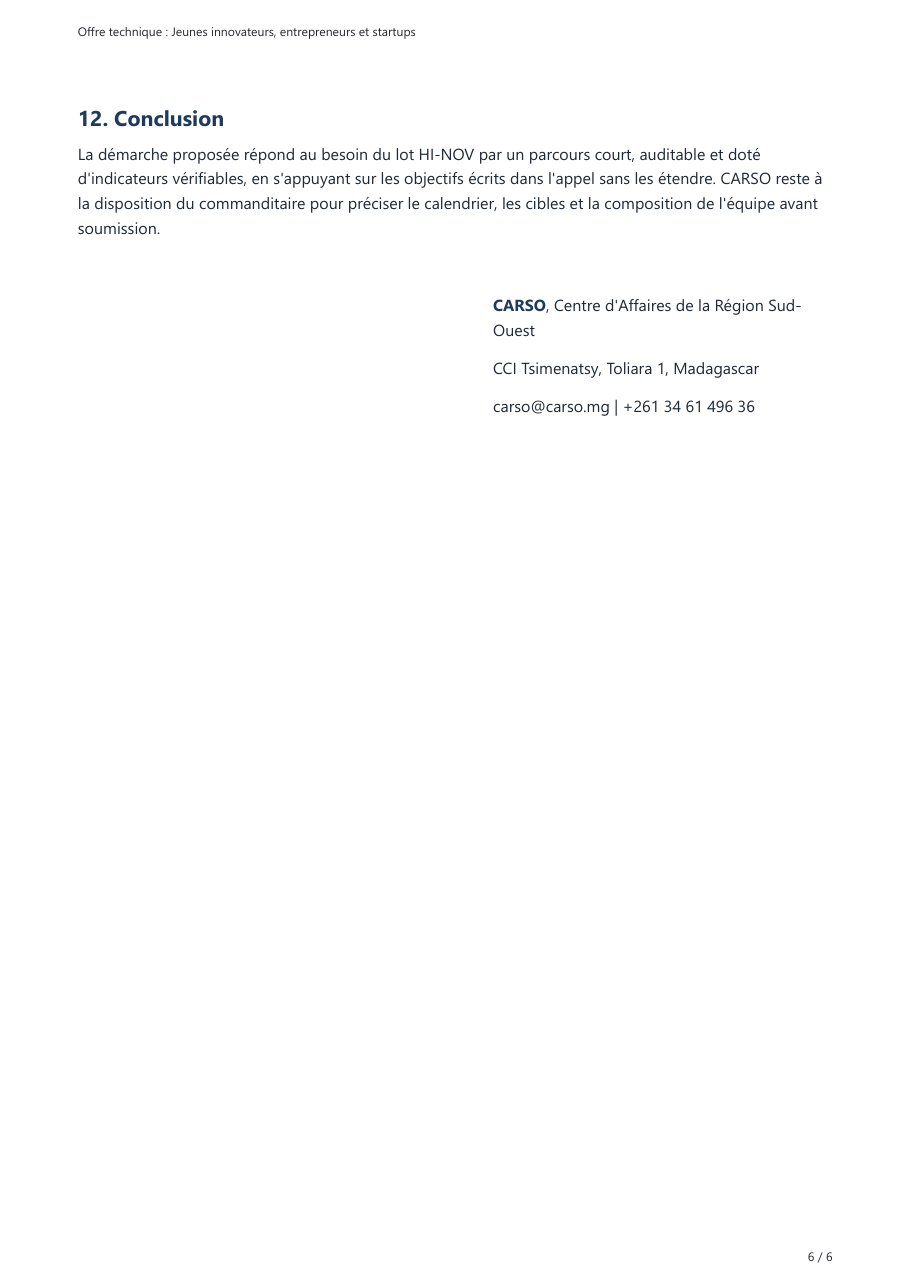 Offre technique : Jeunes innovateurs, entrepreneurs et startups
12. Conclusion
La démarche proposée répond au besoin du lot HI-NOV par un parcours court, auditable et doté
d'indicateurs vérifiables, en s'appuyant sur les objectifs écrits dans l'appel sans les étendre. CARSO reste à
la disposition du commanditaire pour préciser le calendrier, les cibles et la composition de l'équipe avant
soumission.
CARSO, Centre d'Affaires de la Région Sud-
Ouest
CCI Tsimenatsy, Toliara 1, Madagascar
carso@carso.mg | +261 34 61 496 36
6 / 6